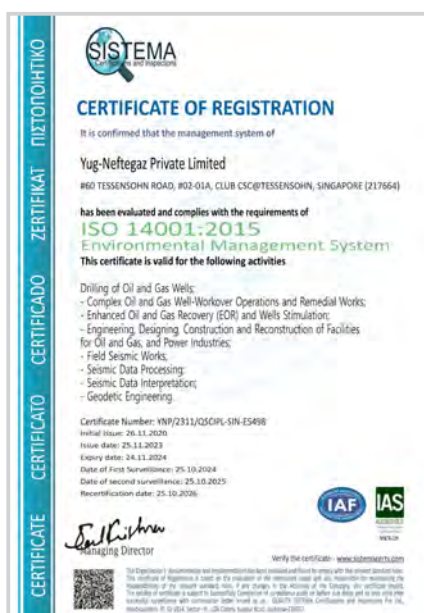 SISTEMA
Certifications and Inspections
CERTIFICATE OF REGISTRATION
It is confirmed that the management system of
Yug-Neftegaz Private Limited
#60 TESSENSOHN ROAD, #02-01A, CLUB CSC@TESSENSOHN, SINGAPORE (217664)
has been evaluated and complies with the requirements of
ISO 14001:2015
Environmental Management System
This certificate is valid for the following activities
Drilling of Oil and Gas Wells;
- Complex Oil and Gas Well-Workover Operations and Remedial Works;
- Enhanced Oil and Gas Recovery (EOR) and Wells Stimulation;
- Engineering, Designing, Construction and Reconstruction of Facilities
for Oil and Gas, and Power Industries;
- Field Seismic Works,
- Seismic Data Processing;
- Seismic Data Interpretation;
- Geodetic Engineering.
Certificate Number: YNP/2311/QSCIPL-SIN-E5498
Initial Issue: 26.11.2020
Issue date: 25.11.2023
Expiry date: 24.11.2024
Date of First Surveillance: 25.10.2024
Date of second surveillance: 25.10.2025
Recertification date: 25.10.2026
Managing Director
IAF
IAS
Verify the certificate - www.sistemacerts.com
CERTIFICATE CERTIFICATO CERTIFICADO ZERTIFIKAT ΠΙΣΤΟΠΟΙΗΤΙΚΟ